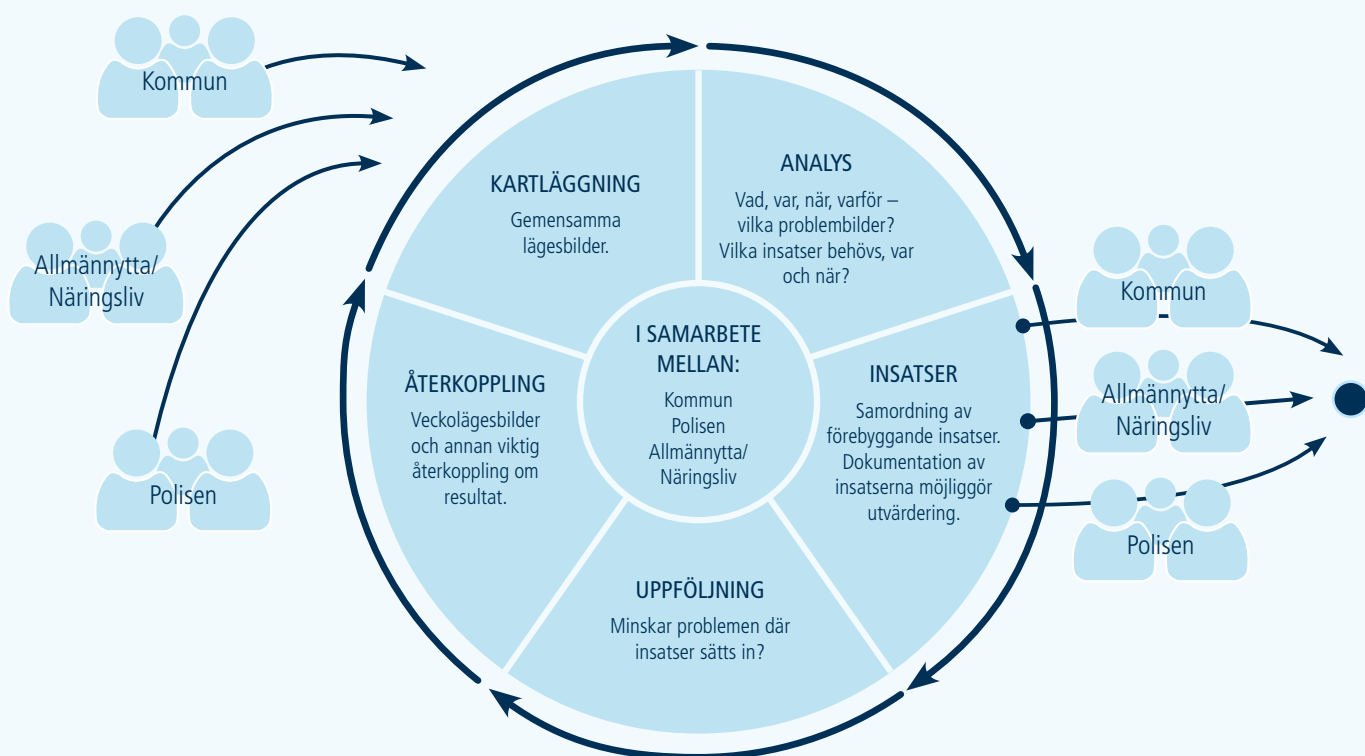 Kommun
Allmännytta/
Näringsliv
Polisen
KARTLÄGGNING
Gemensamma
lägesbilder.
ANALYS
Vad, var, när, varför –
vilka problembilder?
Vilka insatser behövs, var
och när?
INSATSER
Samordning av
förebyggande insatser.
Dokumentation av
insatserna möjliggör
utvärdering.
UPPFÖLJNING
Minskar problemen där
insatser sätts in?
ÅTERKOPPLING
Veckolägesbilder
och annan viktig
återkoppling om
resultat.
I SAMARBETE
MELLAN:
Kommun
Polisen
Allmännytta/
Näringsliv
Kommun
Allmännytta/
Näringsliv
Polisen